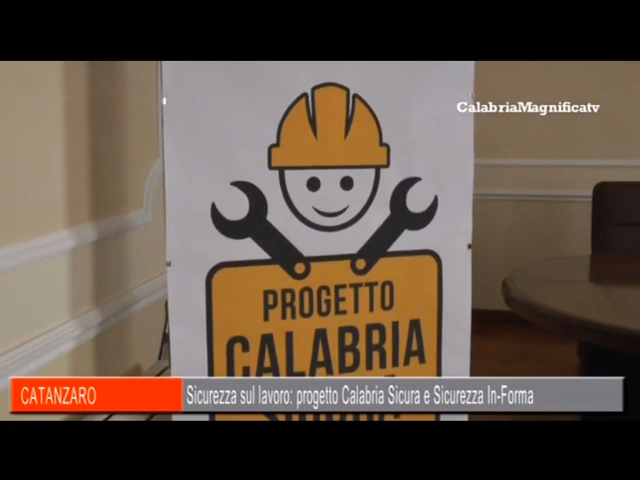 CalabriaMagnificatv
PROGETTO
CALABRIA
CATANZARO
Sicurezza sul lavoro: progetto Calabria Sicura e Sicurezza In-Forma